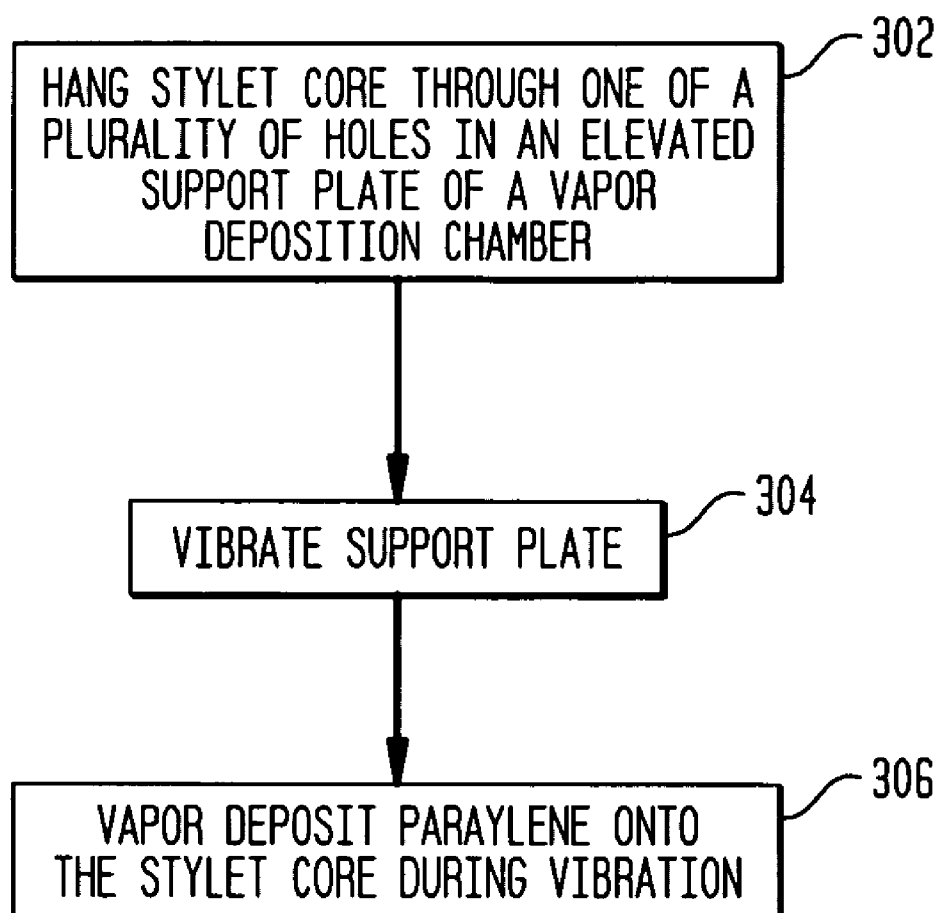 302
HANG STYLET CORE THROUGH ONE OF A
PLURALITY OF HOLES IN AN ELEVATED
SUPPORT PLATE OF A VAPOR
DEPOSITION CHAMBER
304
VIBRATE SUPPORT PLATE
306
VAPOR DEPOSIT PARAYLENE ONTO
THE STYLET CORE DURING VIBRATION